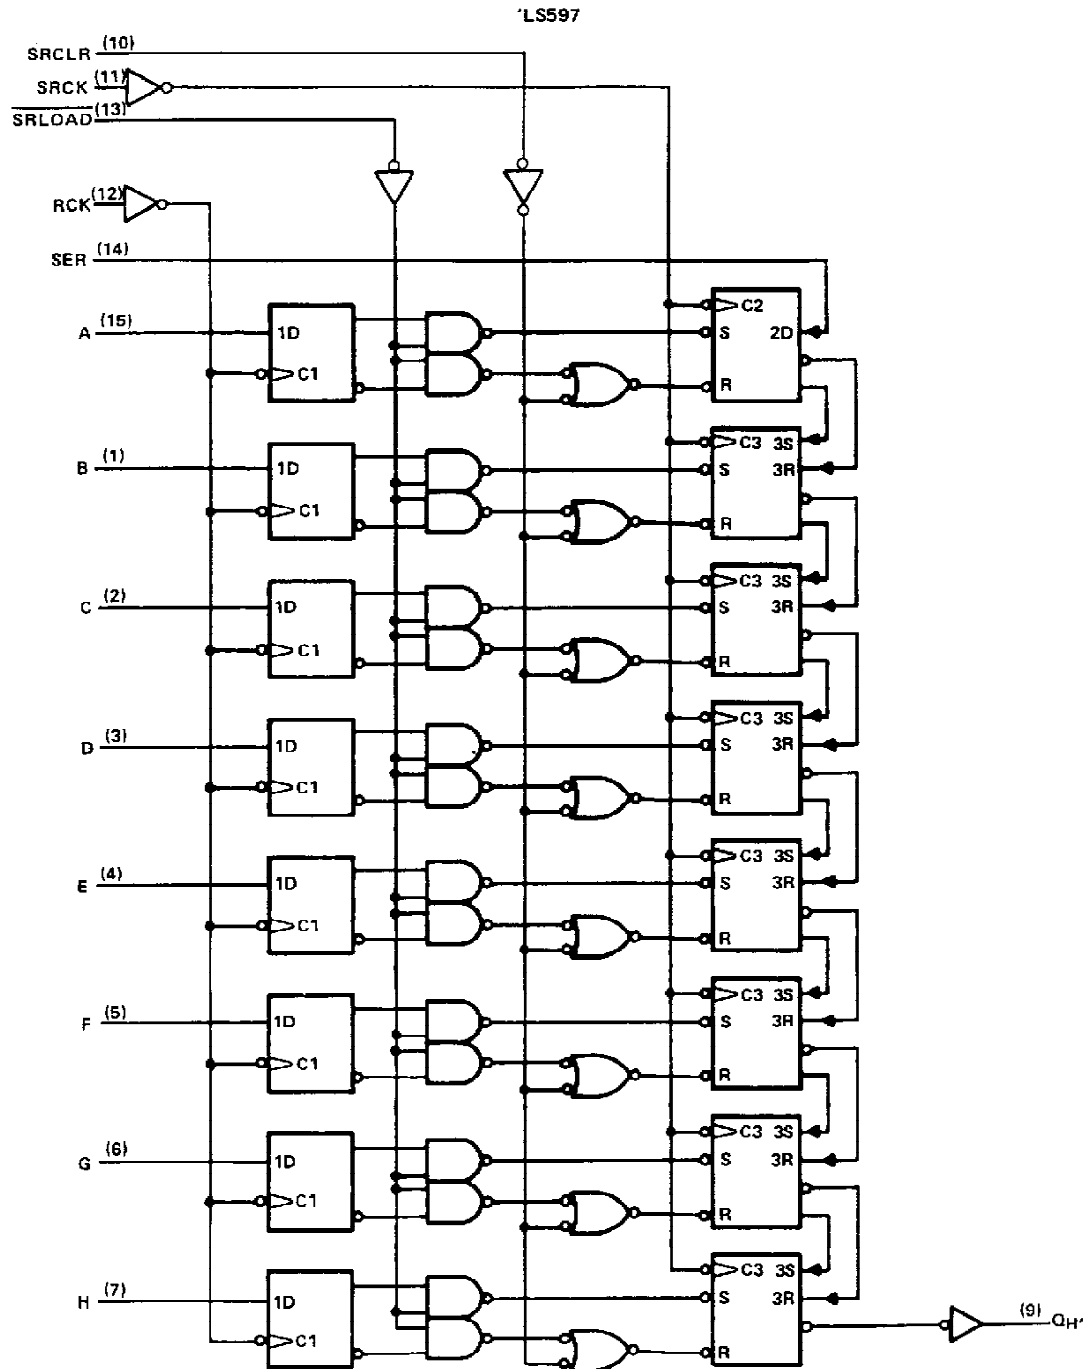 'LS597
SRCLR (10)
SRCK (11)
SRLOAD (13)
RCK (12)
SER (14)
C2
A (15) 1D S 2D
C1 R
C3 3S
B (1) 1D S 3R
C1 R
C3 3S
C (2) 1D S 3R
C1 R
C3 3S
D (3) 1D S 3R
C1 R
C3 3S
E (4) 1D S 3R
C1 R
C3 3S
F (5) 1D S 3R
C1 R
C3 3S
G (6) 1D S 3R
C1 R
C3 3S
H (7) 1D S 3R
(9) QH'
C1 R